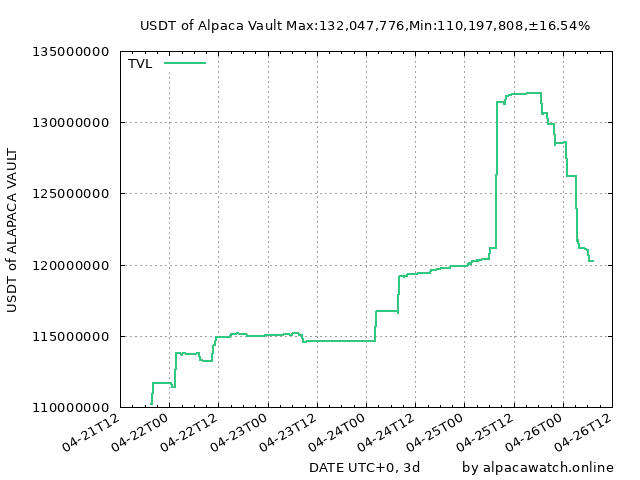 USDT of Alpaca Vault Max:132,047,776,Min:110,197,808,±16.54%
TVL
135000000
130000000
125000000
120000000
115000000
110000000
USDT of ALAPACA VAULT
04-21T12
04-22T00
04-22T12
04-23T00
04-23T12
04-24T00
04-24T12
04-25T00
04-25T12
04-26T00
04-26T12
DATE UTC+0, 3d
by alpacawatch.online